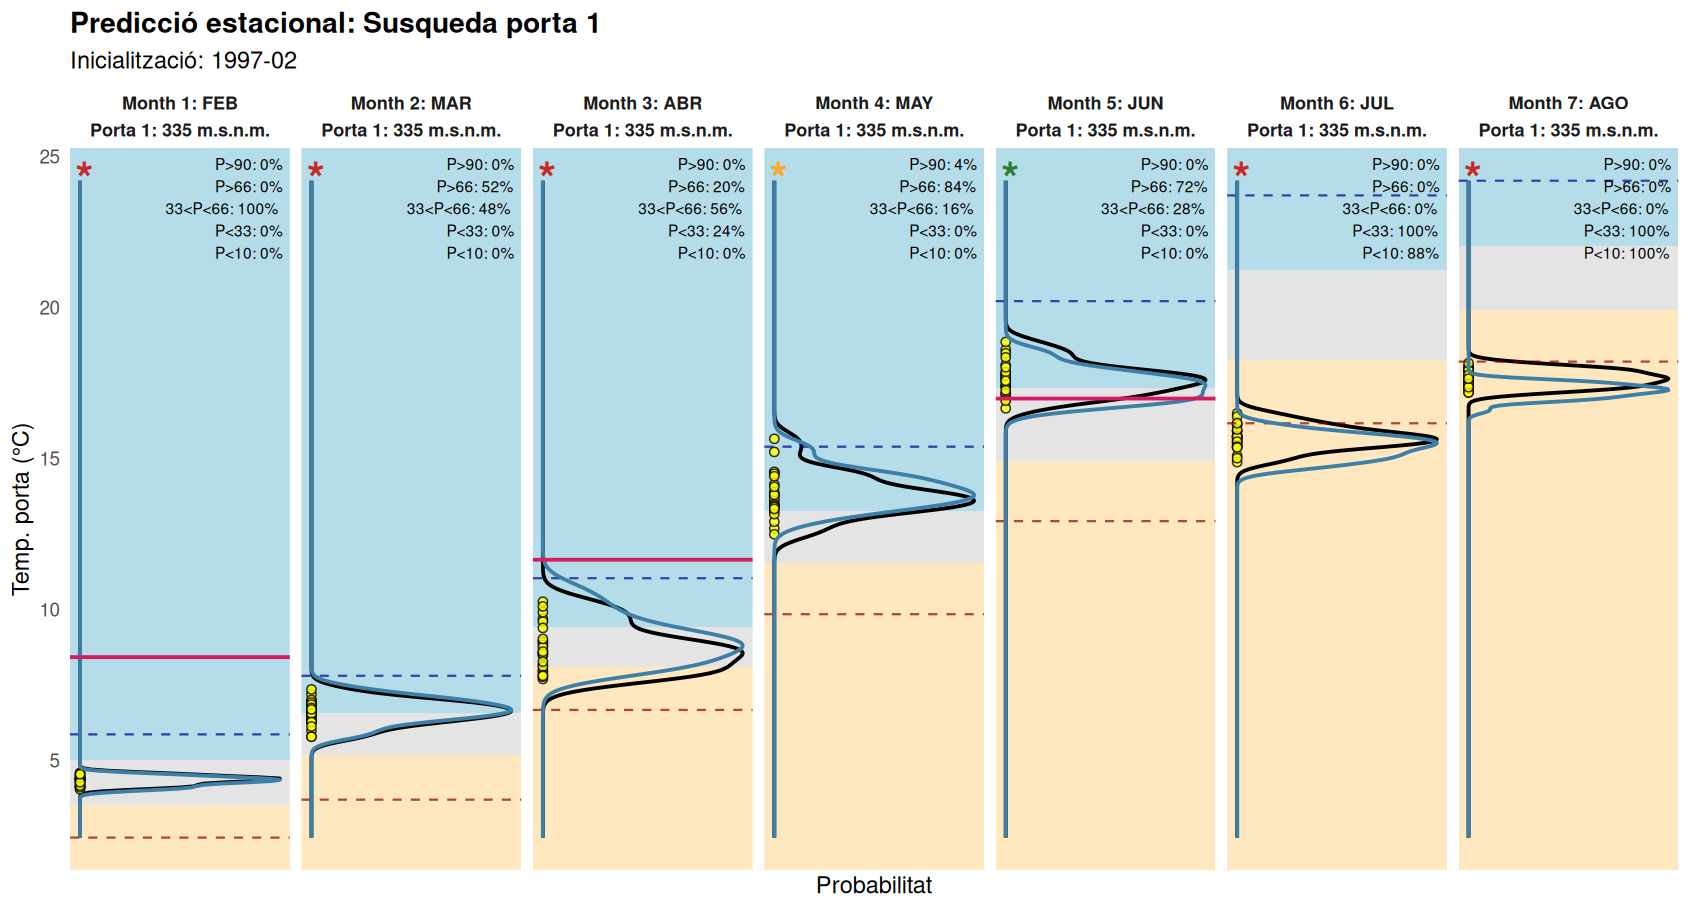 Predicció estacional: Susqueda porta 1
Inicialització: 1997-02
Month 1: FEB
Porta 1: 335 m.s.n.m.
Month 2: MAR
Porta 1: 335 m.s.n.m.
Month 3: ABR
Porta 1: 335 m.s.n.m.
Month 4: MAY
Porta 1: 335 m.s.n.m.
Month 5: JUN
Porta 1: 335 m.s.n.m.
Month 6: JUL
Porta 1: 335 m.s.n.m.
Month 7: AGO
Porta 1: 335 m.s.n.m.
Temp. porta (°C)
25
20
15
10
5
*
P>90: 0%
P>66: 0%
33<P<66: 100%
P<33: 0%
P<10: 0%
*
P>90: 0%
P>66: 52%
33<P<66: 48%
P<33: 0%
P<10: 0%
*
P>90: 0%
P>66: 20%
33<P<66: 56%
P<33: 24%
P<10: 0%
*
P>90: 4%
P>66: 84%
33<P<66: 16%
P<33: 0%
P<10: 0%
*
P>90: 0%
P>66: 72%
33<P<66: 28%
P<33: 0%
P<10: 0%
*
P>90: 0%
P>66: 0%
33<P<66: 0%
P<33: 100%
P<10: 88%
*
P>90: 0%
P>66: 0%
33<P<66: 0%
P<33: 100%
P<10: 100%
Probabilitat